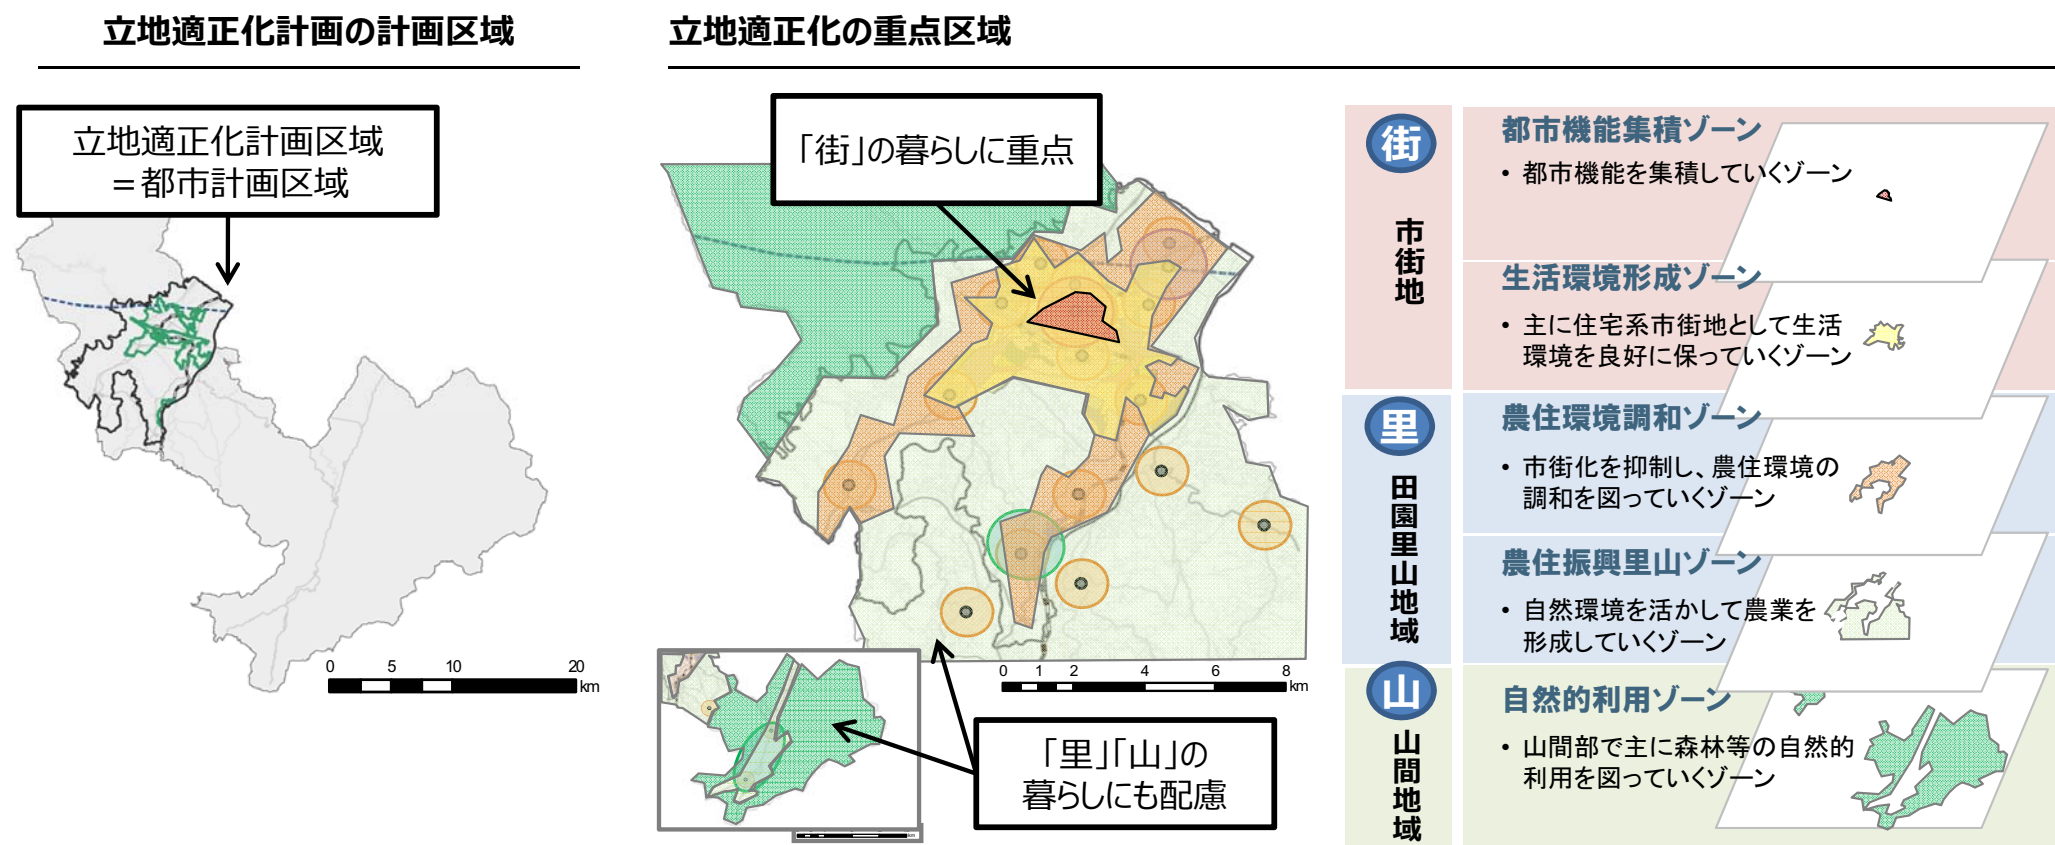 立地適正化計画の計画区域
立地適正化計画区域
＝都市計画区域
0 5 10 20
km
立地適正化の重点区域
「街」の暮らしに重点
0 1 2 4 6 8
km
「里」「山」の
暮らしにも配慮
街
市街地
都市機能集積ゾーン
• 都市機能を集積していくゾーン
生活環境形成ゾーン
• 主に住宅系市街地として生活
環境を良好に保っていくゾーン
里
田園里山地域
農住環境調和ゾーン
• 市街化を抑制し、農住環境の
調和を図っていくゾーン
農住振興里山ゾーン
• 自然環境を活かして農業を
形成していくゾーン
山
山間地域
自然的利用ゾーン
• 山間部で主に森林等の自然的
利用を図っていくゾーン